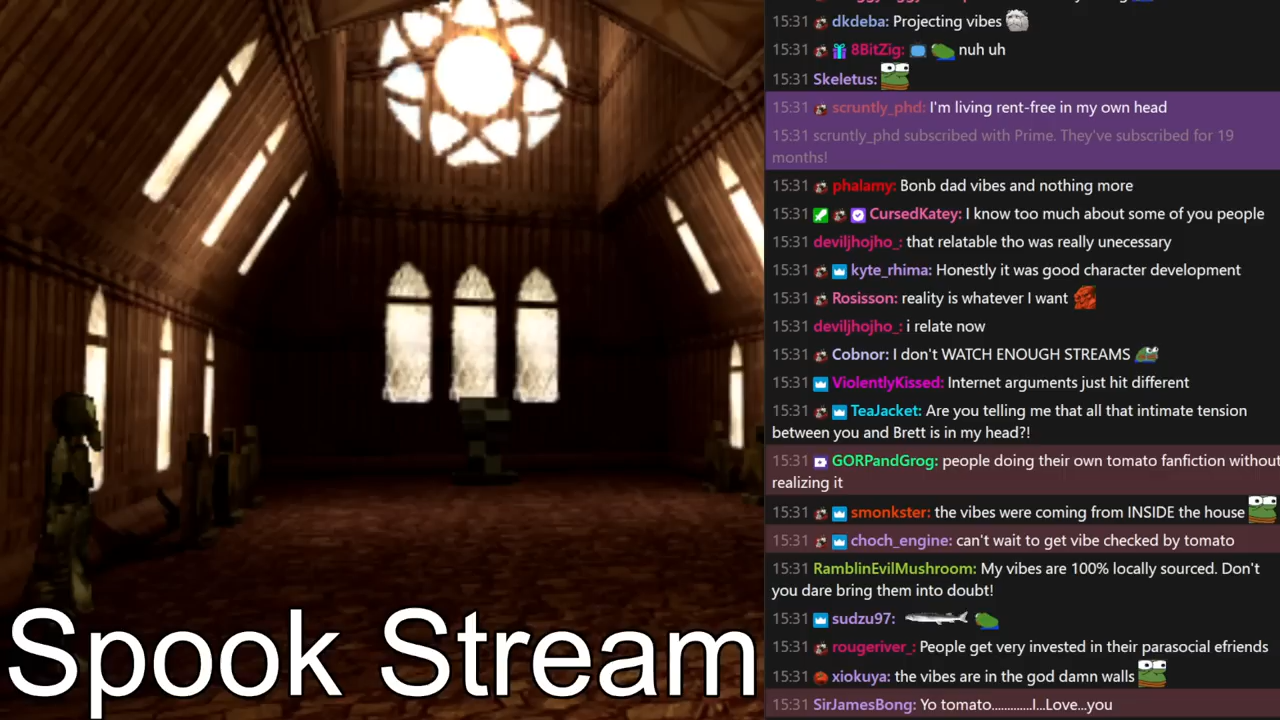 15:31 dkdeba: Projecting vibes
15:31 8BitZig: nuh uh
15:31 Skeletus:
15:31 scruntly_phd: I'm living rent-free in my own head
15:31 scruntly_phd subscribed with Prime. They've subscribed for 19
months!
15:31 phalamy: Bonb dad vibes and nothing more
15:31 CursedKatey: I know too much about some of you people
deviljhojho_: that relatable tho was really unecessary
15:31 kyte_rhima: Honestly it was good character development
15:31 Rosisson: reality is whatever I want
15:31 deviljhojho_: i relate now
15:31 Cobnor: I don't WATCH ENOUGH STREAMS
15:31 ViolentlyKissed: Internet arguments just hit different
15:31 TeaJacket: Are you telling me that all that intimate tension
between you and Brett is in my head?!
15:31 GORPandGrog: people doing their own tomato fanfiction without
realizing it
15:31 smonkster: the vibes were coming from INSIDE the house
15:31 choch_engine: can't wait to get vibe checked by tomato
15:31 RamblinEvilMushroom: My vibes are 100% locally sourced. Don't
you dare bring them into doubt!
15:31 sudzu97:
15:31 rougeriver_: People get very invested in their parasocial efriends
15:31 xiokuya: the vibes are in the god damn walls
15:31 SirJamesBong: Yo tomato............I...Love...you
Spook Stream